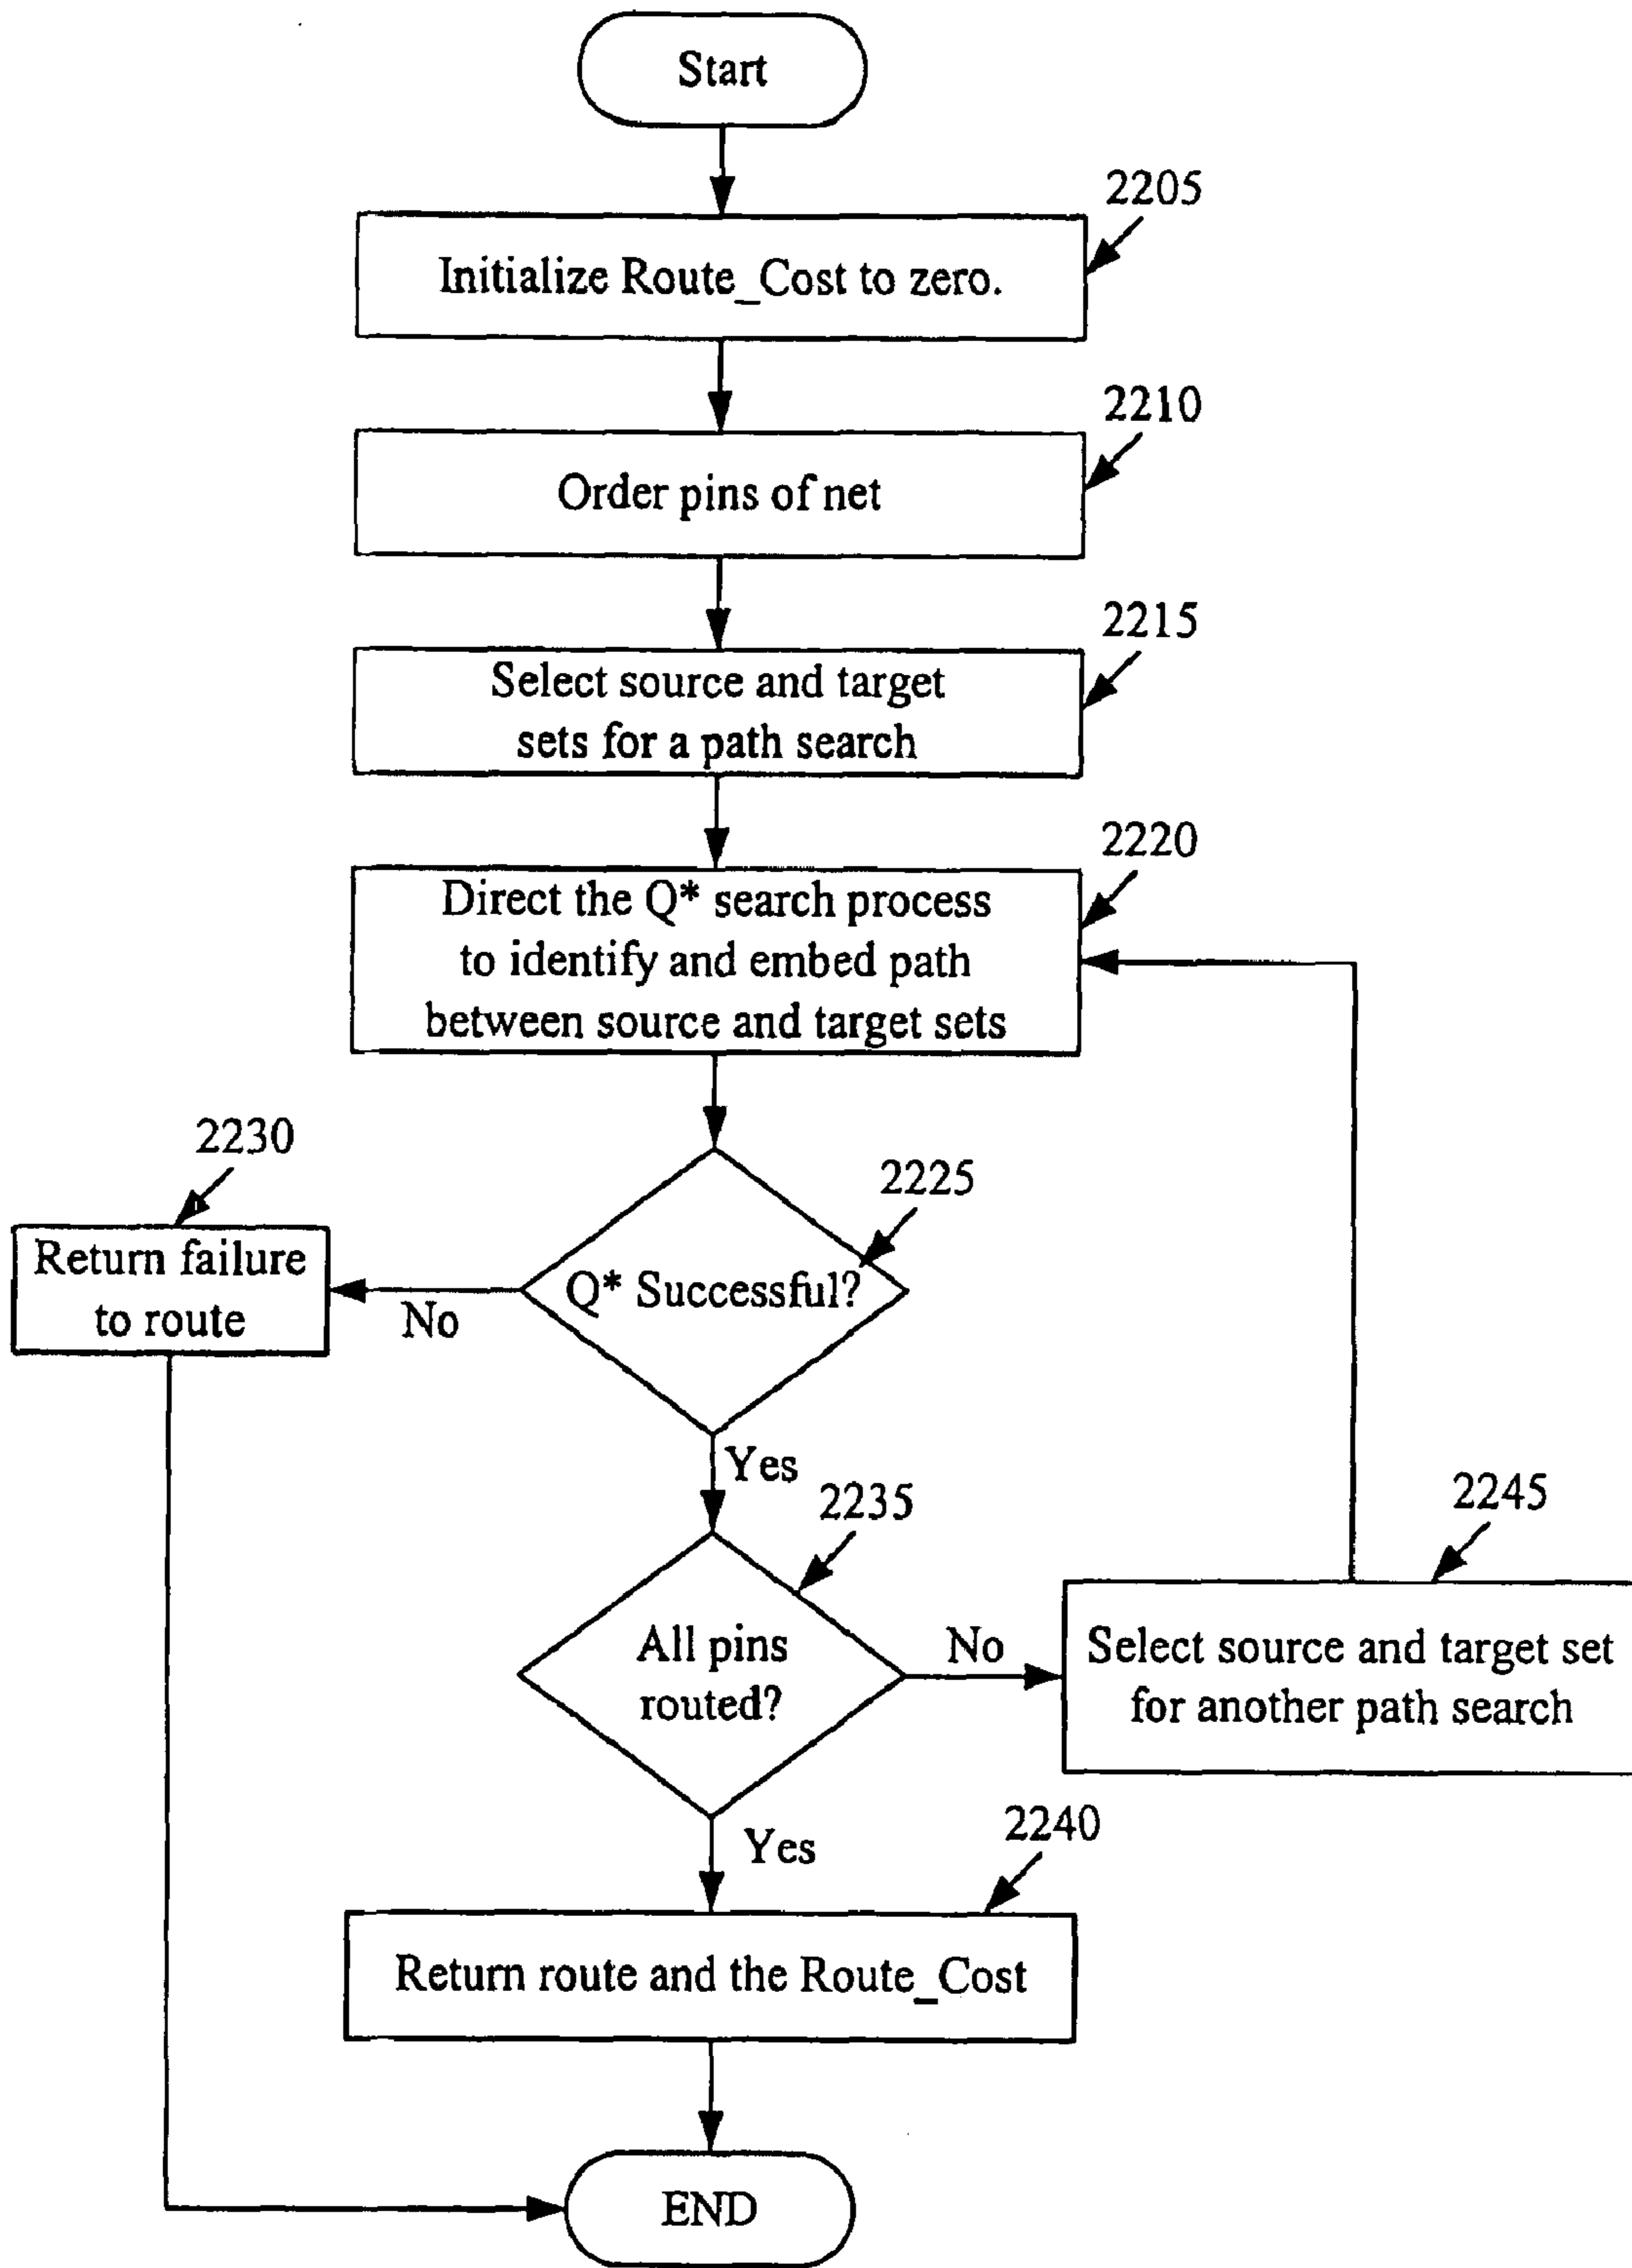 Start
2205
Initialize Route_Cost to zero.
2210
Order pins of net
2215
Select source and target
sets for a path search
2220
Direct the Q* search process
to identify and embed path
between source and target sets
2230
2225
Return failure
to route
No
Q* Successful?
Yes
2235
2245
All pins
routed?
No
Select source and target set
for another path search
Yes
2240
Return route and the Route_Cost
END